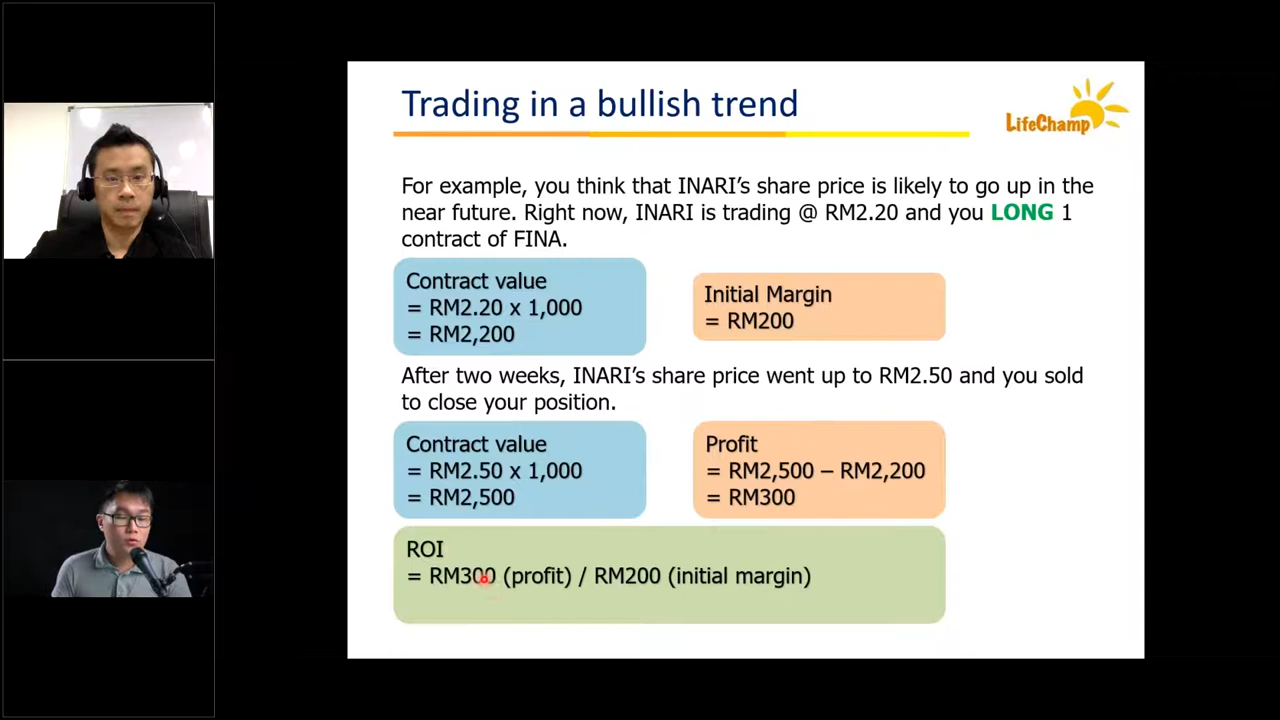 Trading in a bullish trend
LifeChamp
For example, you think that INARI's share price is likely to go up in the
near future. Right now, INARI is trading @ RM2.20 and you LONG 1
contract of FINA.
Contract value
= RM2.20 x 1,000
= RM2,200
Initial Margin
= RM200
After two weeks, INARI's share price went up to RM2.50 and you sold
to close your position.
Contract value
= RM2.50 x 1,000
= RM2,500
Profit
= RM2,500 – RM2,200
= RM300
ROI
= RM300 (profit) / RM200 (initial margin)